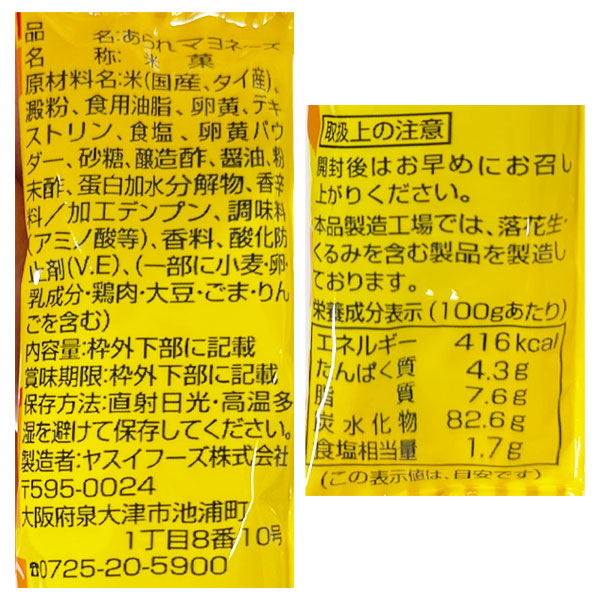 品名:あられマヨネーズ
名称:米菓
原材料名:米(国産、タイ産)、
澱粉、食用油脂、卵黄、デキ
ストリン、食塩、卵黄パウ
ダー、砂糖、醸造酢、醤油、粉
末酢、蛋白加水分解物、香辛
料／加工デンプン、調味料
(アミノ酸等)、香料、酸化防
止剤(V.E)、(一部に小麦・卵・
乳成分・鶏肉・大豆・ごま・りん
ごを含む)
内容量:枠外下部に記載
賞味期限:枠外下部に記載
保存方法:直射日光・高温多
湿を避けて保存してください。
製造者:ヤスイフーズ株式会社
〒595-0024
大阪府泉大津市池浦町
1丁目8番10号
☎0725-20-5900
取扱上の注意
開封後はお早めにお召し
上がりください。
本品製造工場では、落花生・
くるみを含む製品を製造し
ております。
栄養成分表示(100gあたり)
エネルギー 416kcal
たんぱく質 4.3g
脂質 7.6g
炭水化物 82.6g
食塩相当量 1.7g
(この表示値は、目安です)